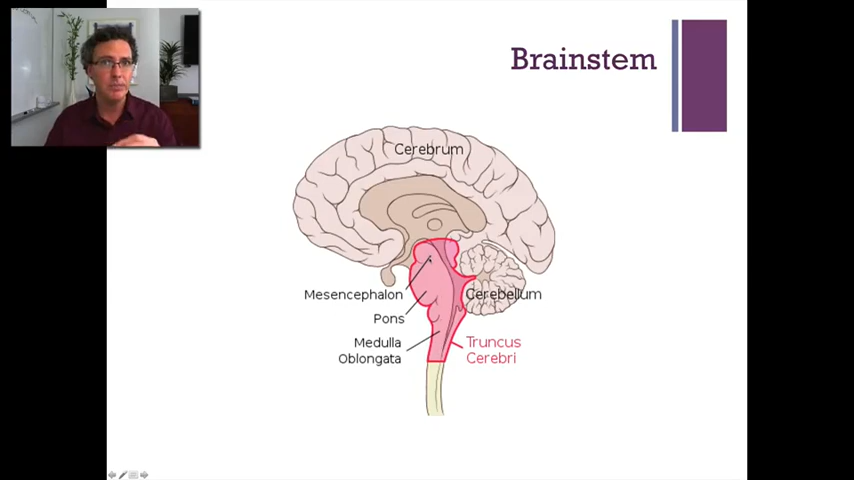 Brainstem
Cerebrum
Mesencephalon
Cerebellum
Pons
Medulla
Oblongata
Truncus
Cerebri